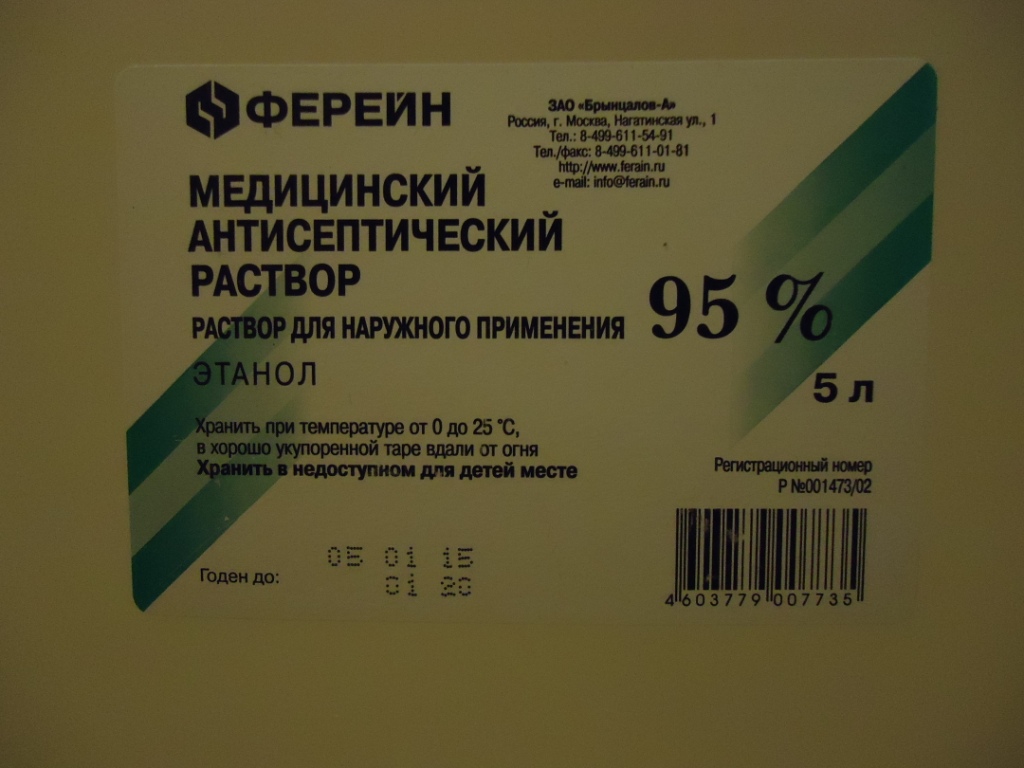 ФЕРЕЙН
ЗАО «Брынцалов-А»
Россия, г. Москва, Нагатинская ул., 1
Тел.: 8-499-611-54-91
Тел./факс: 8-499-611-01-81
http://www.ferain.ru
e-mail: info@ferain.ru
МЕДИЦИНСКИЙ
АНТИСЕПТИЧЕСКИЙ
РАСТВОР
РАСТВОР ДЛЯ НАРУЖНОГО ПРИМЕНЕНИЯ
95 %
ЭТАНОЛ
5 л
Хранить при температуре от 0 до 25 °С,
в хорошо укупоренной таре вдали от огня
Хранить в недоступном для детей месте
Регистрационный номер
Р №001473/02
05 01 15
Годен до: 01 20
4 603779 007735